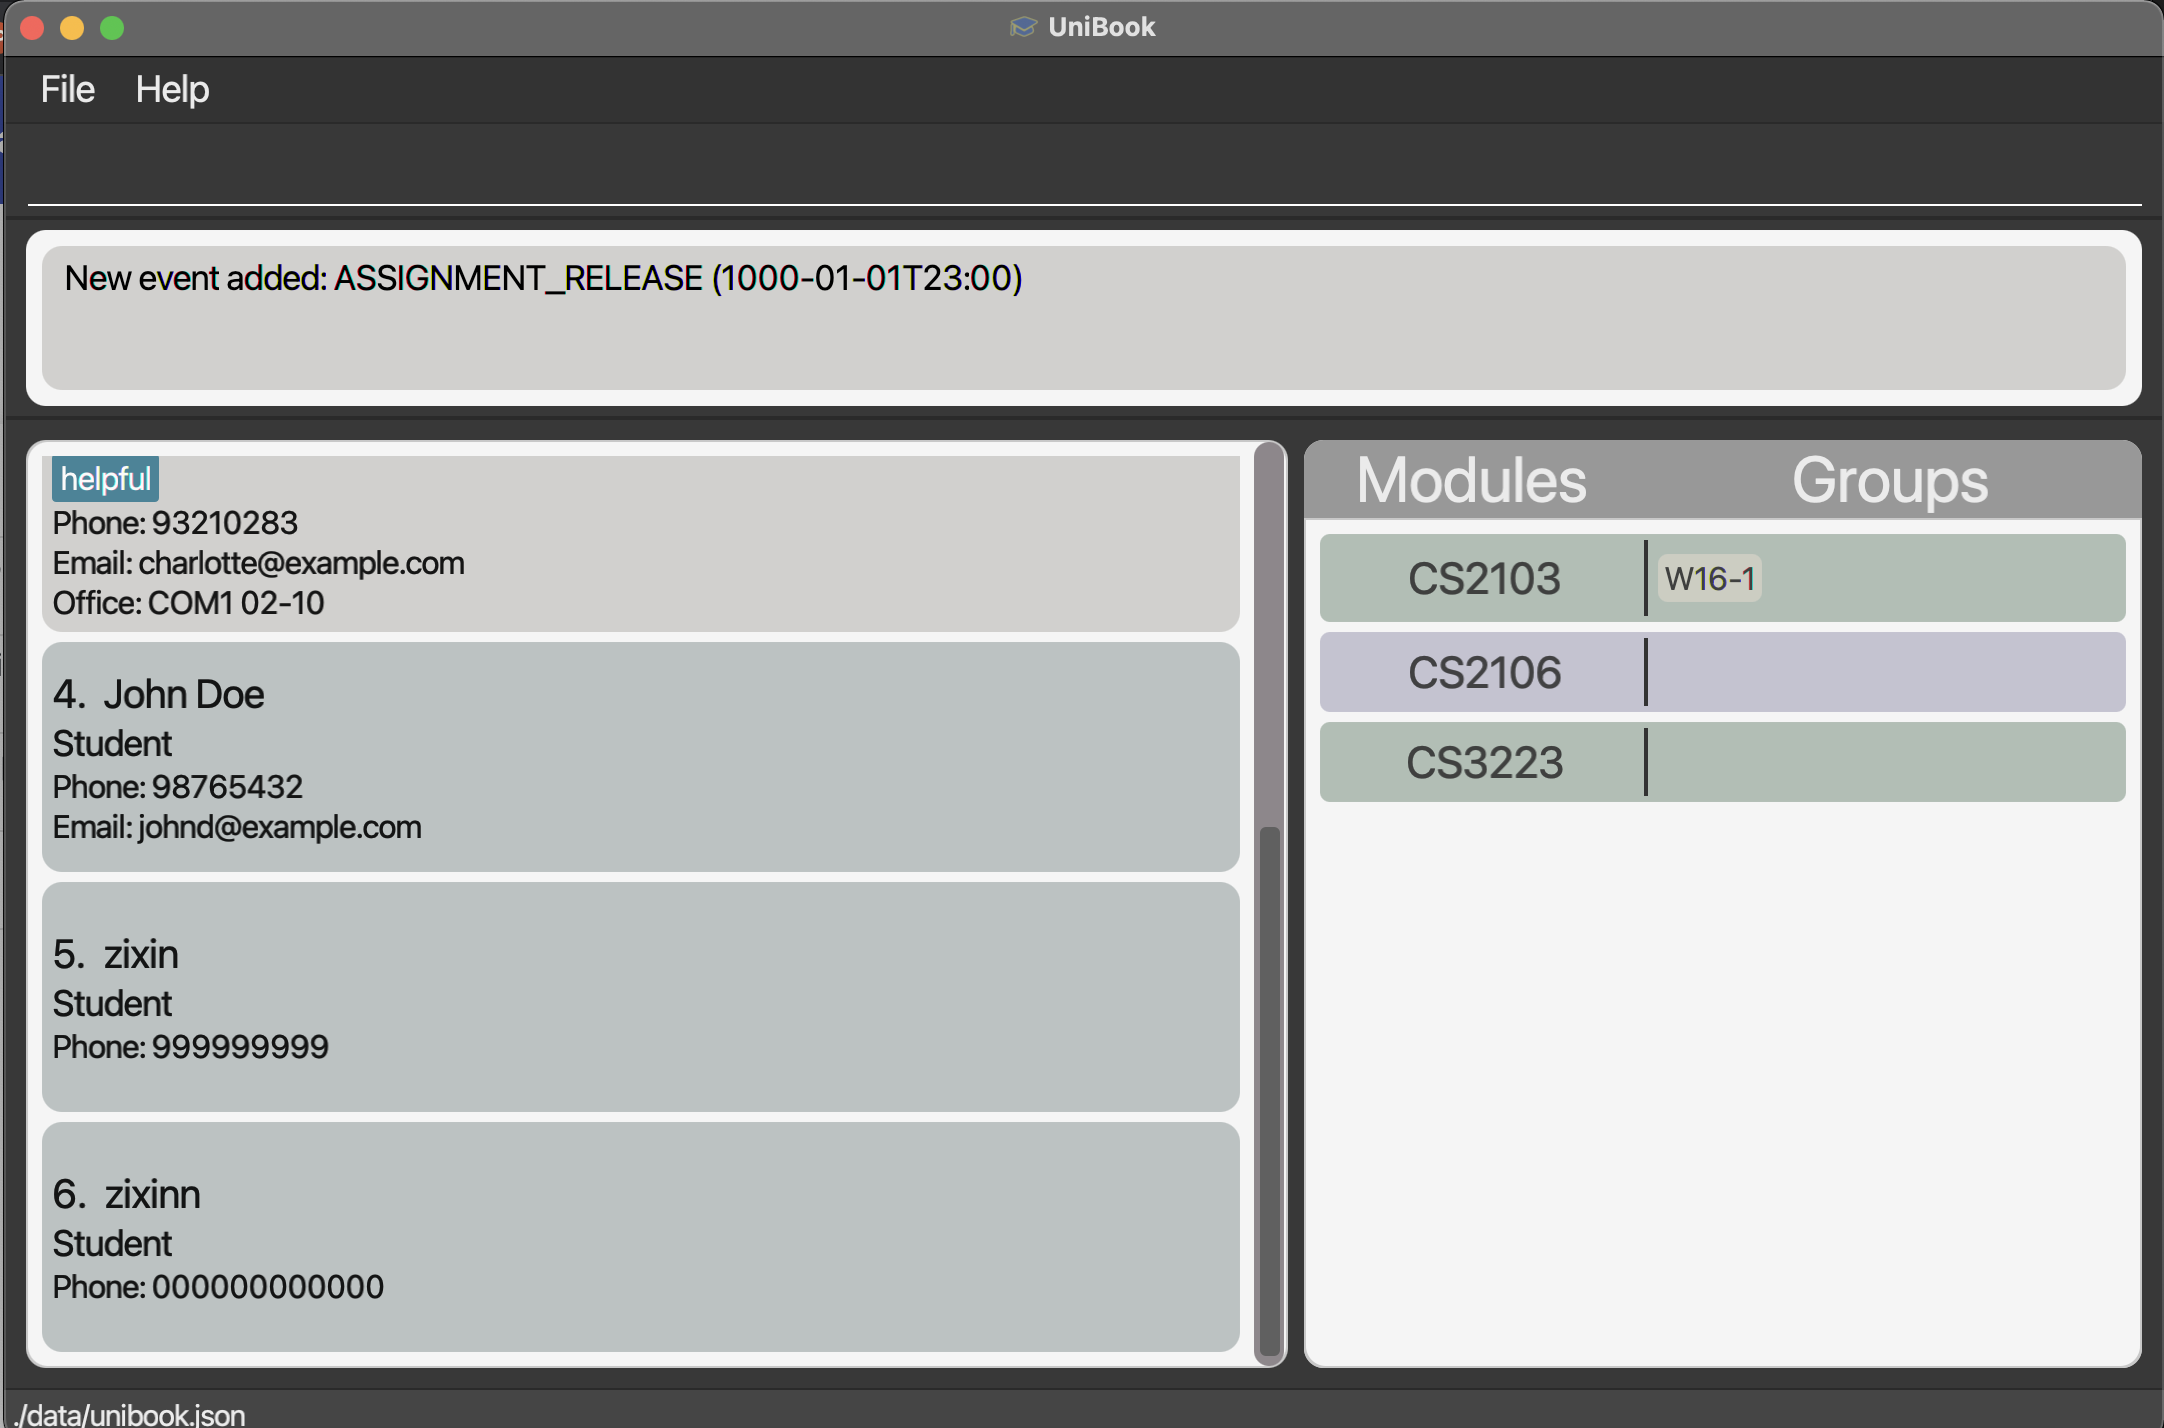 UniBook
File Help
New event added: ASSIGNMENT_RELEASE (1000-01-01T23:00)
helpful
Phone: 93210283
Email: charlotte@example.com
Office: COM1 02-10
4. John Doe
Student
Phone: 98765432
Email: johnd@example.com
5. zixin
Student
Phone: 999999999
6. zixinn
Student
Phone: 000000000000
Modules Groups
CS2103 W16-1
CS2106
CS3223
./data/unibook.json